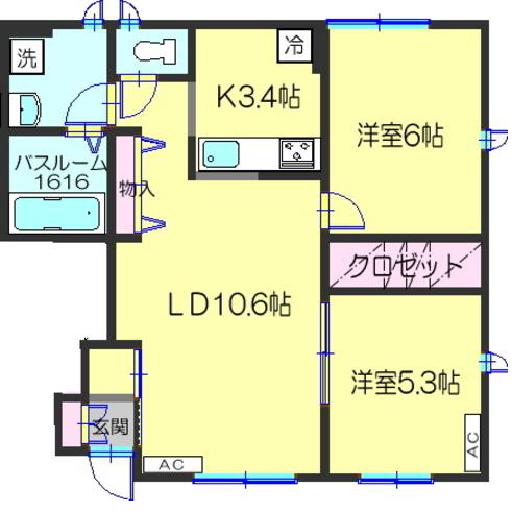 洗
冷
K3.4帖
洋室6帖
バスルーム
1616
物入
クロゼット
LD10.6帖
洋室5.3帖
玄関
AC
AC